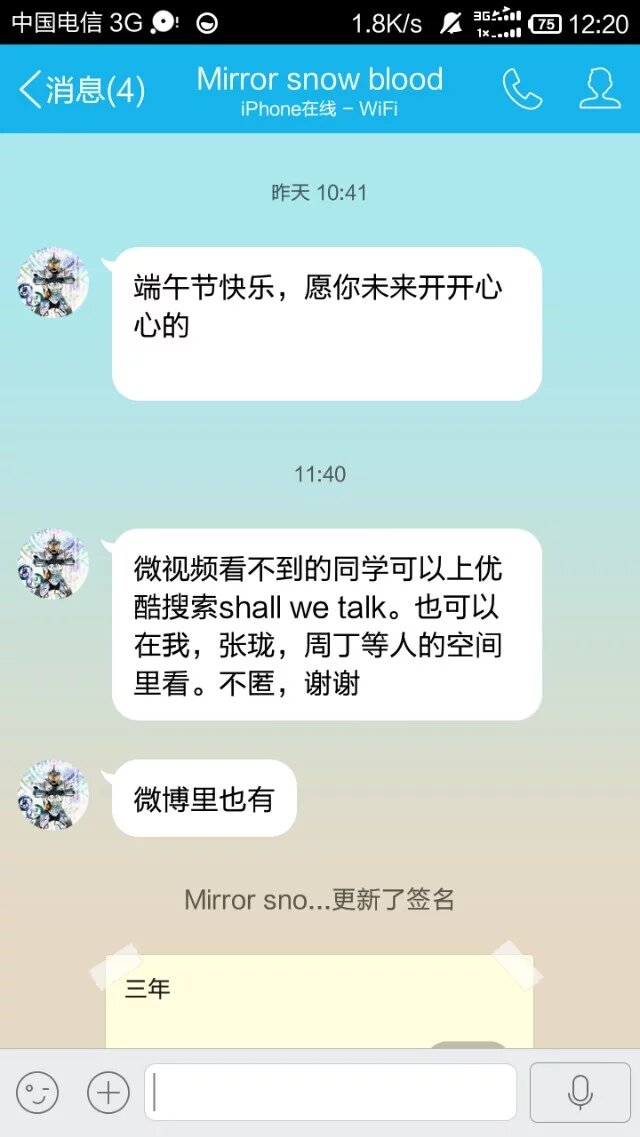 中国电信 3G 1.8K/s 3G 1x 75 12:20
消息(4) Mirror snow blood
iPhone在线 – WiFi
昨天 10:41
端午节快乐，愿你未来开开心
心的
11:40
微视频看不到的同学可以上优
酷搜索shall we talk。也可以
在我，张珑，周丁等人的空间
里看。不匿，谢谢
微博里也有
Mirror sno...更新了签名
三年